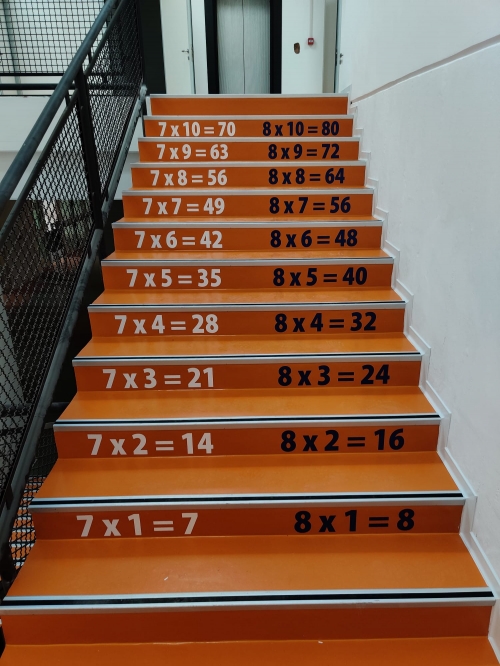 7 x 10 = 70 8 x 10 = 80
7 x 9 = 63 8 x 9 = 72
7 x 8 = 56 8 x 8 = 64
7 x 7 = 49 8 x 7 = 56
7 x 6 = 42 8 x 6 = 48
7 x 5 = 35 8 x 5 = 40
7 x 4 = 28 8 x 4 = 32
7 x 3 = 21 8 x 3 = 24
7 x 2 = 14 8 x 2 = 16
7 x 1 = 7 8 x 1 = 8